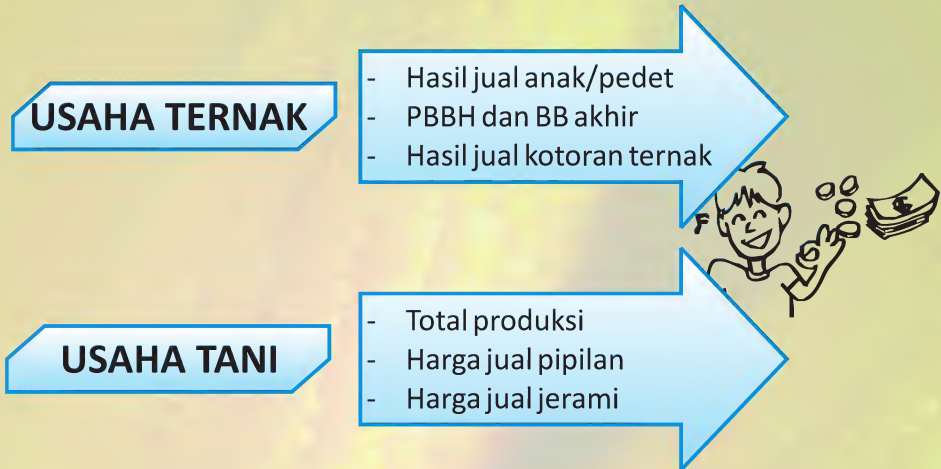 USAHA TERNAK
- Hasil jual anak/pedet
- PBBH dan BB akhir
- Hasil jual kotoran ternak
$
USAHA TANI
- Total produksi
- Harga jual pipilan
- Harga jual jerami